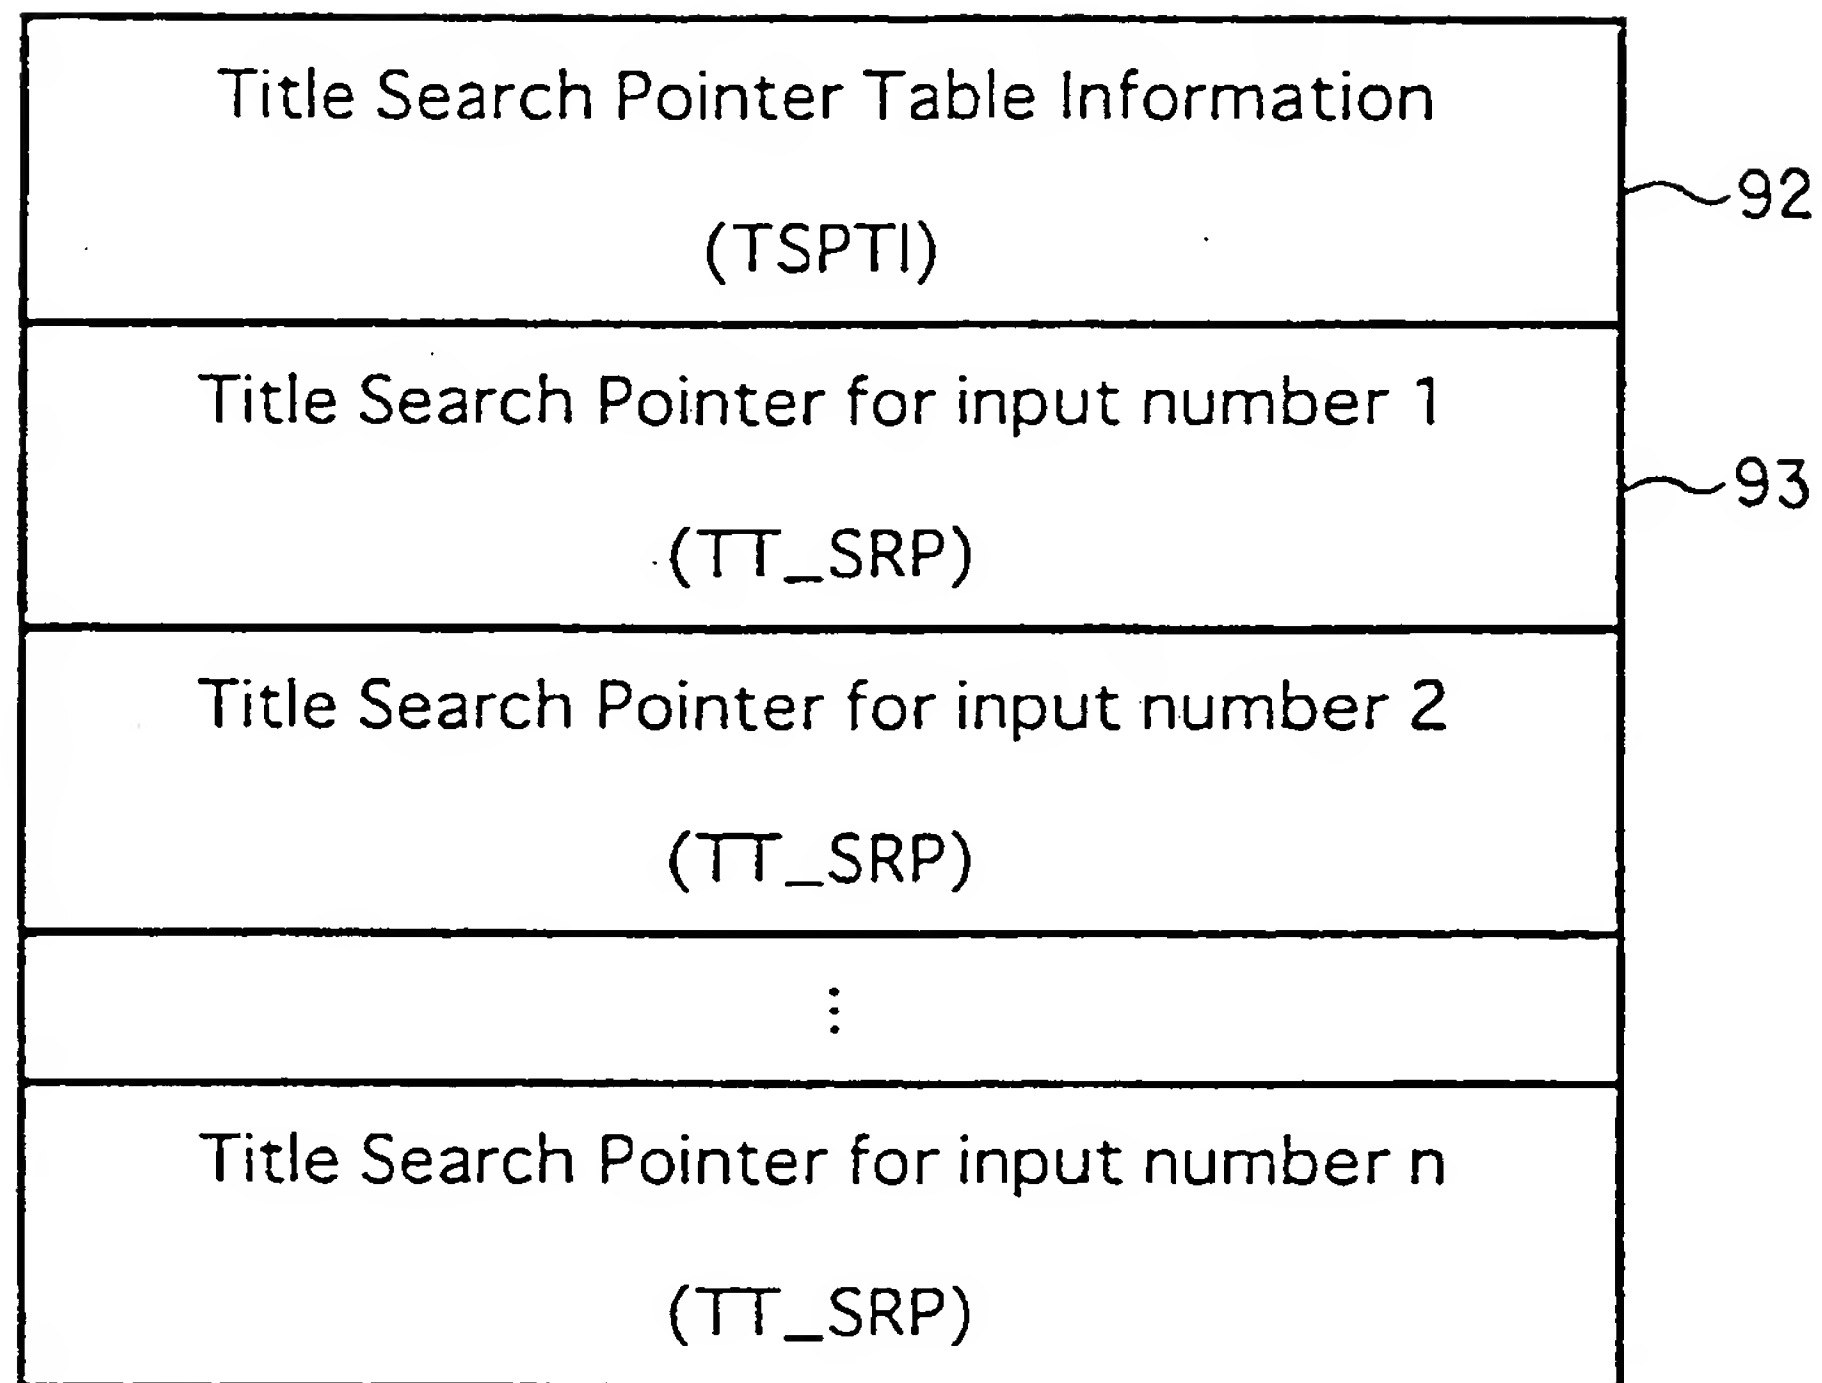 Title Search Pointer Table Information
(TSPTI)
92
Title Search Pointer for input number 1
(TT_SRP)
93
Title Search Pointer for input number 2
(TT_SRP)
⋮
Title Search Pointer for input number n
(TT_SRP)